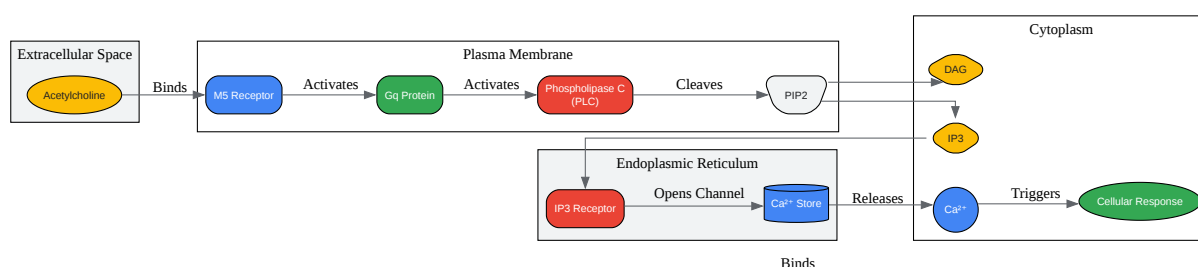 Extracellular Space
Acetylcholine
Binds
Plasma Membrane
M5 Receptor
Activates
Gq Protein
Activates
Phospholipase C
(PLC)
Cleaves
PIP2
Cytoplasm
DAG
IP3
Endoplasmic Reticulum
IP3 Receptor
Opens Channel
Ca²⁺ Store
Releases
Ca²⁺
Triggers
Cellular Response
Binds